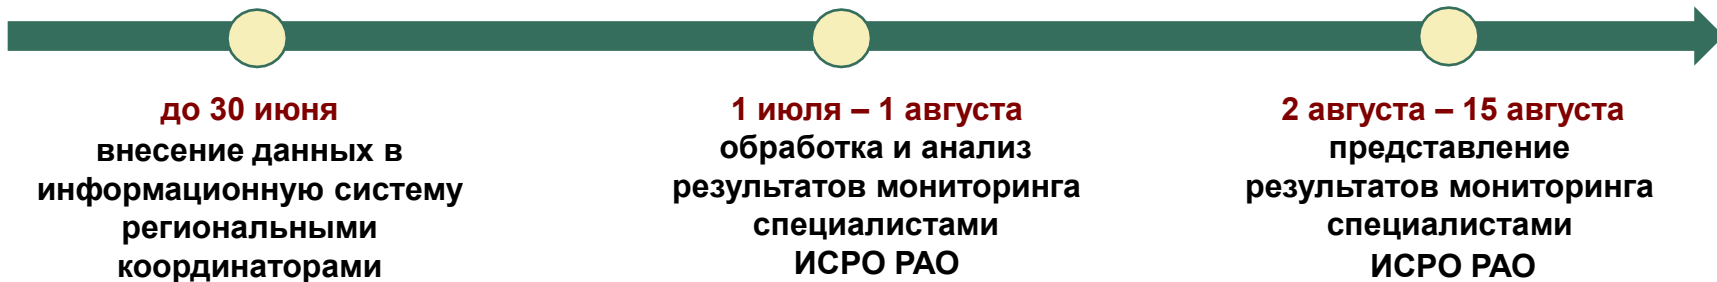 до 30 июня
внесение данных в
информационную систему
региональными
координаторами
1 июля – 1 августа
обработка и анализ
результатов мониторинга
специалистами
ИСРО РАО
2 августа – 15 августа
представление
результатов мониторинга
специалистами
ИСРО РАО